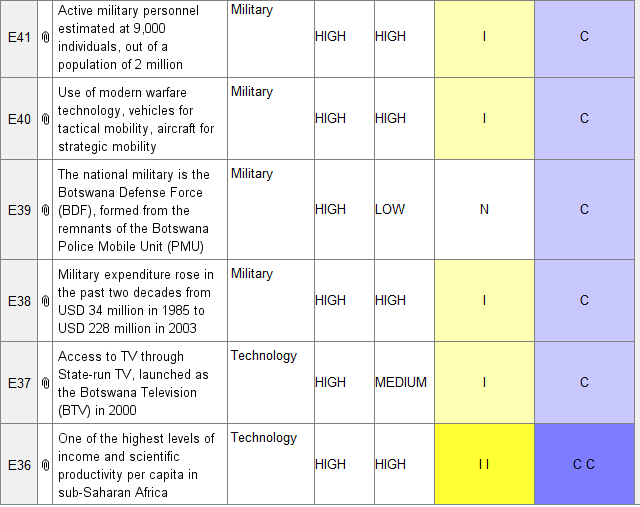 E41
Active military personnel
estimated at 9,000
individuals, out of a
population of 2 million
Military
HIGH
HIGH
I
C
E40
Use of modern warfare
technology, vehicles for
tactical mobility, aircraft for
strategic mobility
Military
HIGH
HIGH
I
C
E39
The national military is the
Botswana Defense Force
(BDF), formed from the
remnants of the Botswana
Police Mobile Unit (PMU)
Military
HIGH
LOW
N
C
E38
Military expenditure rose in
the past two decades from
USD 34 million in 1985 to
USD 228 million in 2003
Military
HIGH
HIGH
I
C
E37
Access to TV through
State-run TV, launched as
the Botswana Television
(BTV) in 2000
Technology
HIGH
MEDIUM
I
C
E36
One of the highest levels of
income and scientific
productivity per capita in
sub-Saharan Africa
Technology
HIGH
HIGH
I I
C C